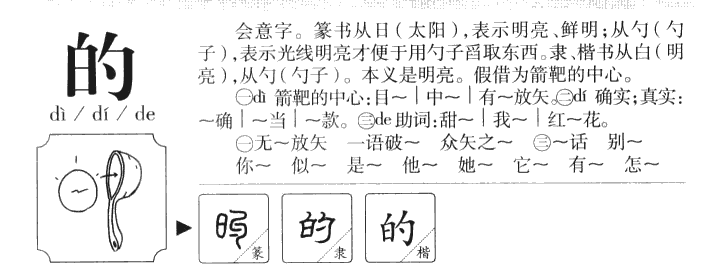 的
dì / dí / de
会意字。篆书从日(太阳),表示明亮、鲜明;从勺(勺
子),表示光线明亮才便于用勺子舀取东西。隶、楷书从白(明
亮),从勺(勺子)。本义是明亮。假借为箭靶的中心。
㊀dì 箭靶的中心:目～│中～│有～放矢。㊁dí 确实;真实:
～确│～当│～款。㊂de 助词:甜～│我～│红～花。
㊀无～放矢 一语破～ 众矢之～ ㊂～话 别～
你～ 似～ 是～ 他～ 她～ 它～ 有～ 怎～
篆
的 隶
的 楷